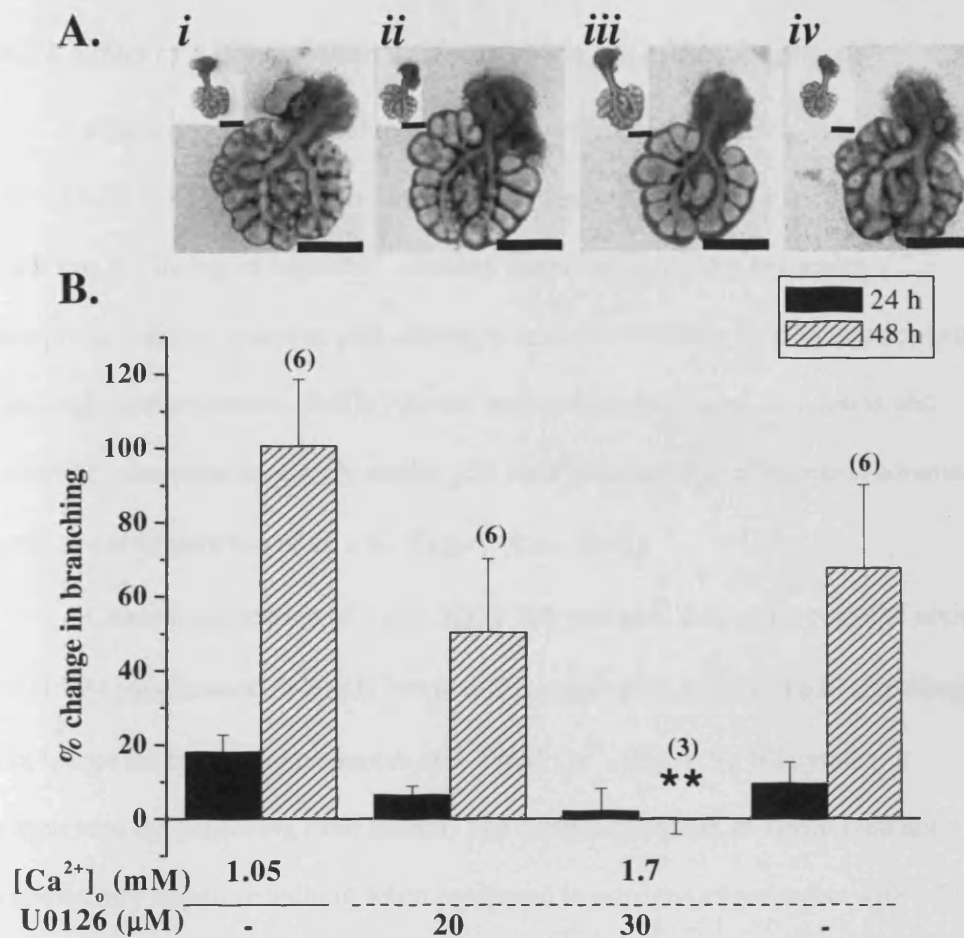 A.
i ii iii iv
B.
24 h
48 h
% change in branching
120
100
80
60
40
20
0
(6)
(6)
(3)
**
(6)
[Ca²⁺]ₒ (mM) 1.05 1.7
U0126 (µM) - 20 30 -